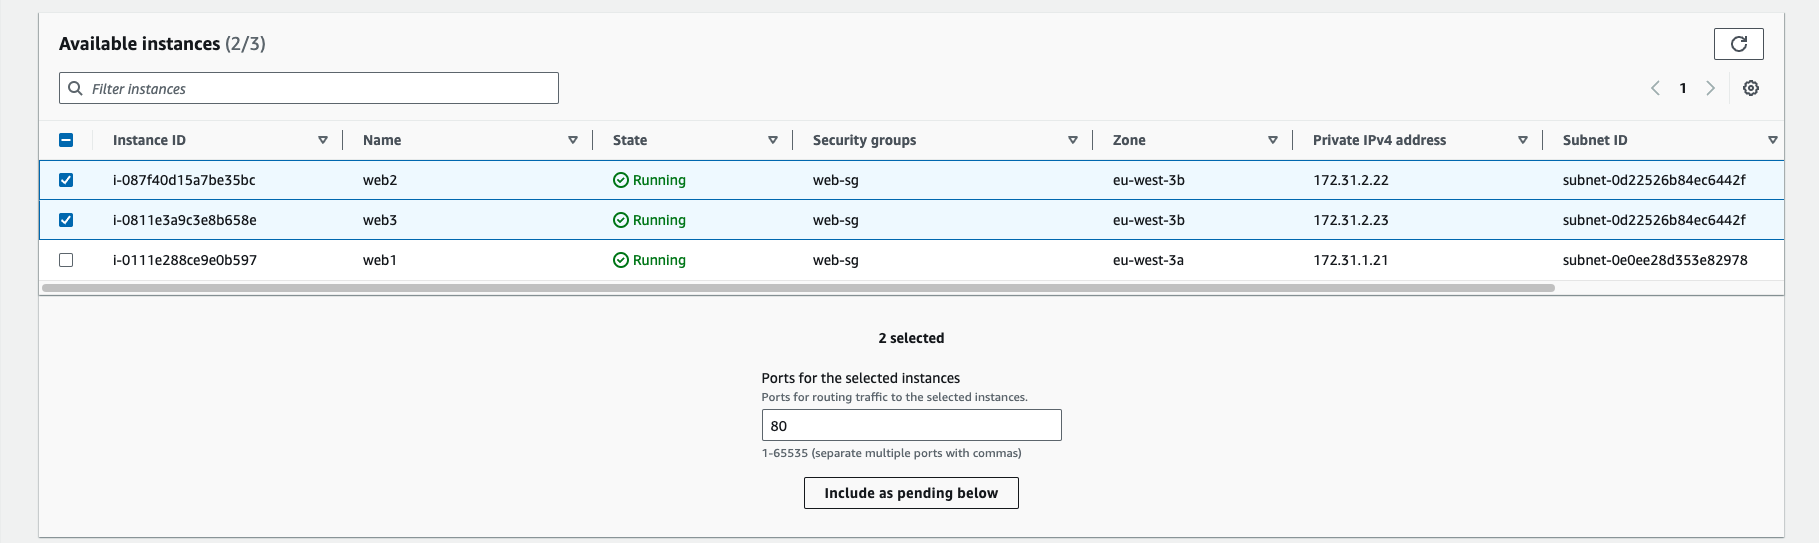 Available instances (2/3)
Filter instances
1
Instance ID Name State Security groups Zone Private IPv4 address Subnet ID
i-087f40d15a7be35bc web2 Running web-sg eu-west-3b 172.31.2.22 subnet-0d22526b84ec6442f
i-0811e3a9c3e8b658e web3 Running web-sg eu-west-3b 172.31.2.23 subnet-0d22526b84ec6442f
i-0111e288ce9e0b597 web1 Running web-sg eu-west-3a 172.31.1.21 subnet-0e0ee28d353e82978
2 selected
Ports for the selected instances
Ports for routing traffic to the selected instances.
80
1-65535 (separate multiple ports with commas)
Include as pending below